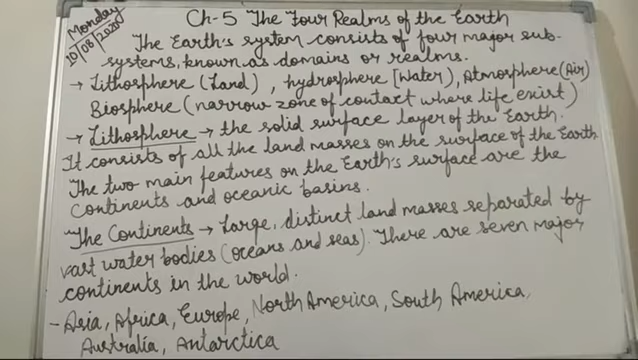 Monday
10/08/2020
Ch-5 The Four Realms of the Earth
The Earth's system consists of four major sub-
systems, known as domains or realms.
→ Lithosphere (Land), hydrosphere [Water), Atmosphere (Air)
Biosphere (narrow zone of contact where life exist)
→ Lithosphere → the solid surface layer of the Earth.
It consists of all the land masses on the surface of the Earth.
The two main features on the Earth's surface are the
continents and oceanic basins.
"The Continents → Large, distinct land masses separated by
vast water bodies (oceans and seas). There are seven major
continents in the world.
- Asia, Africa, Europe, North America, South America,
Australia, Antarctica